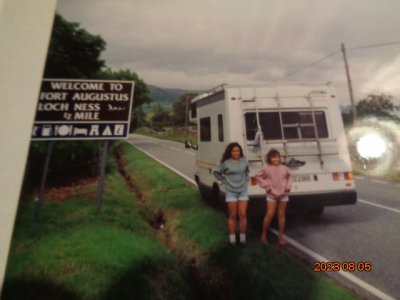 WELCOME TO
FORT AUGUSTUS
LOCH NESS
½ MILE
2023 08 05